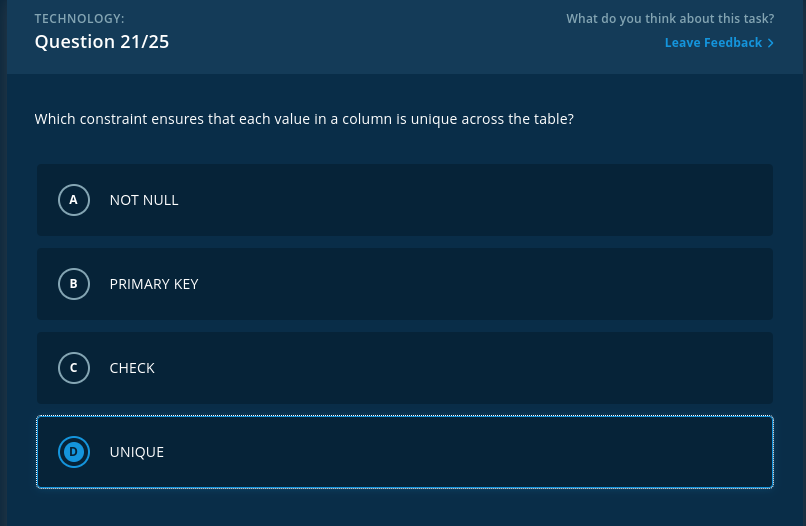 TECHNOLOGY:
What do you think about this task?
Question 21/25
Leave Feedback >
Which constraint ensures that each value in a column is unique across the table?
A NOT NULL
B PRIMARY KEY
C CHECK
D UNIQUE